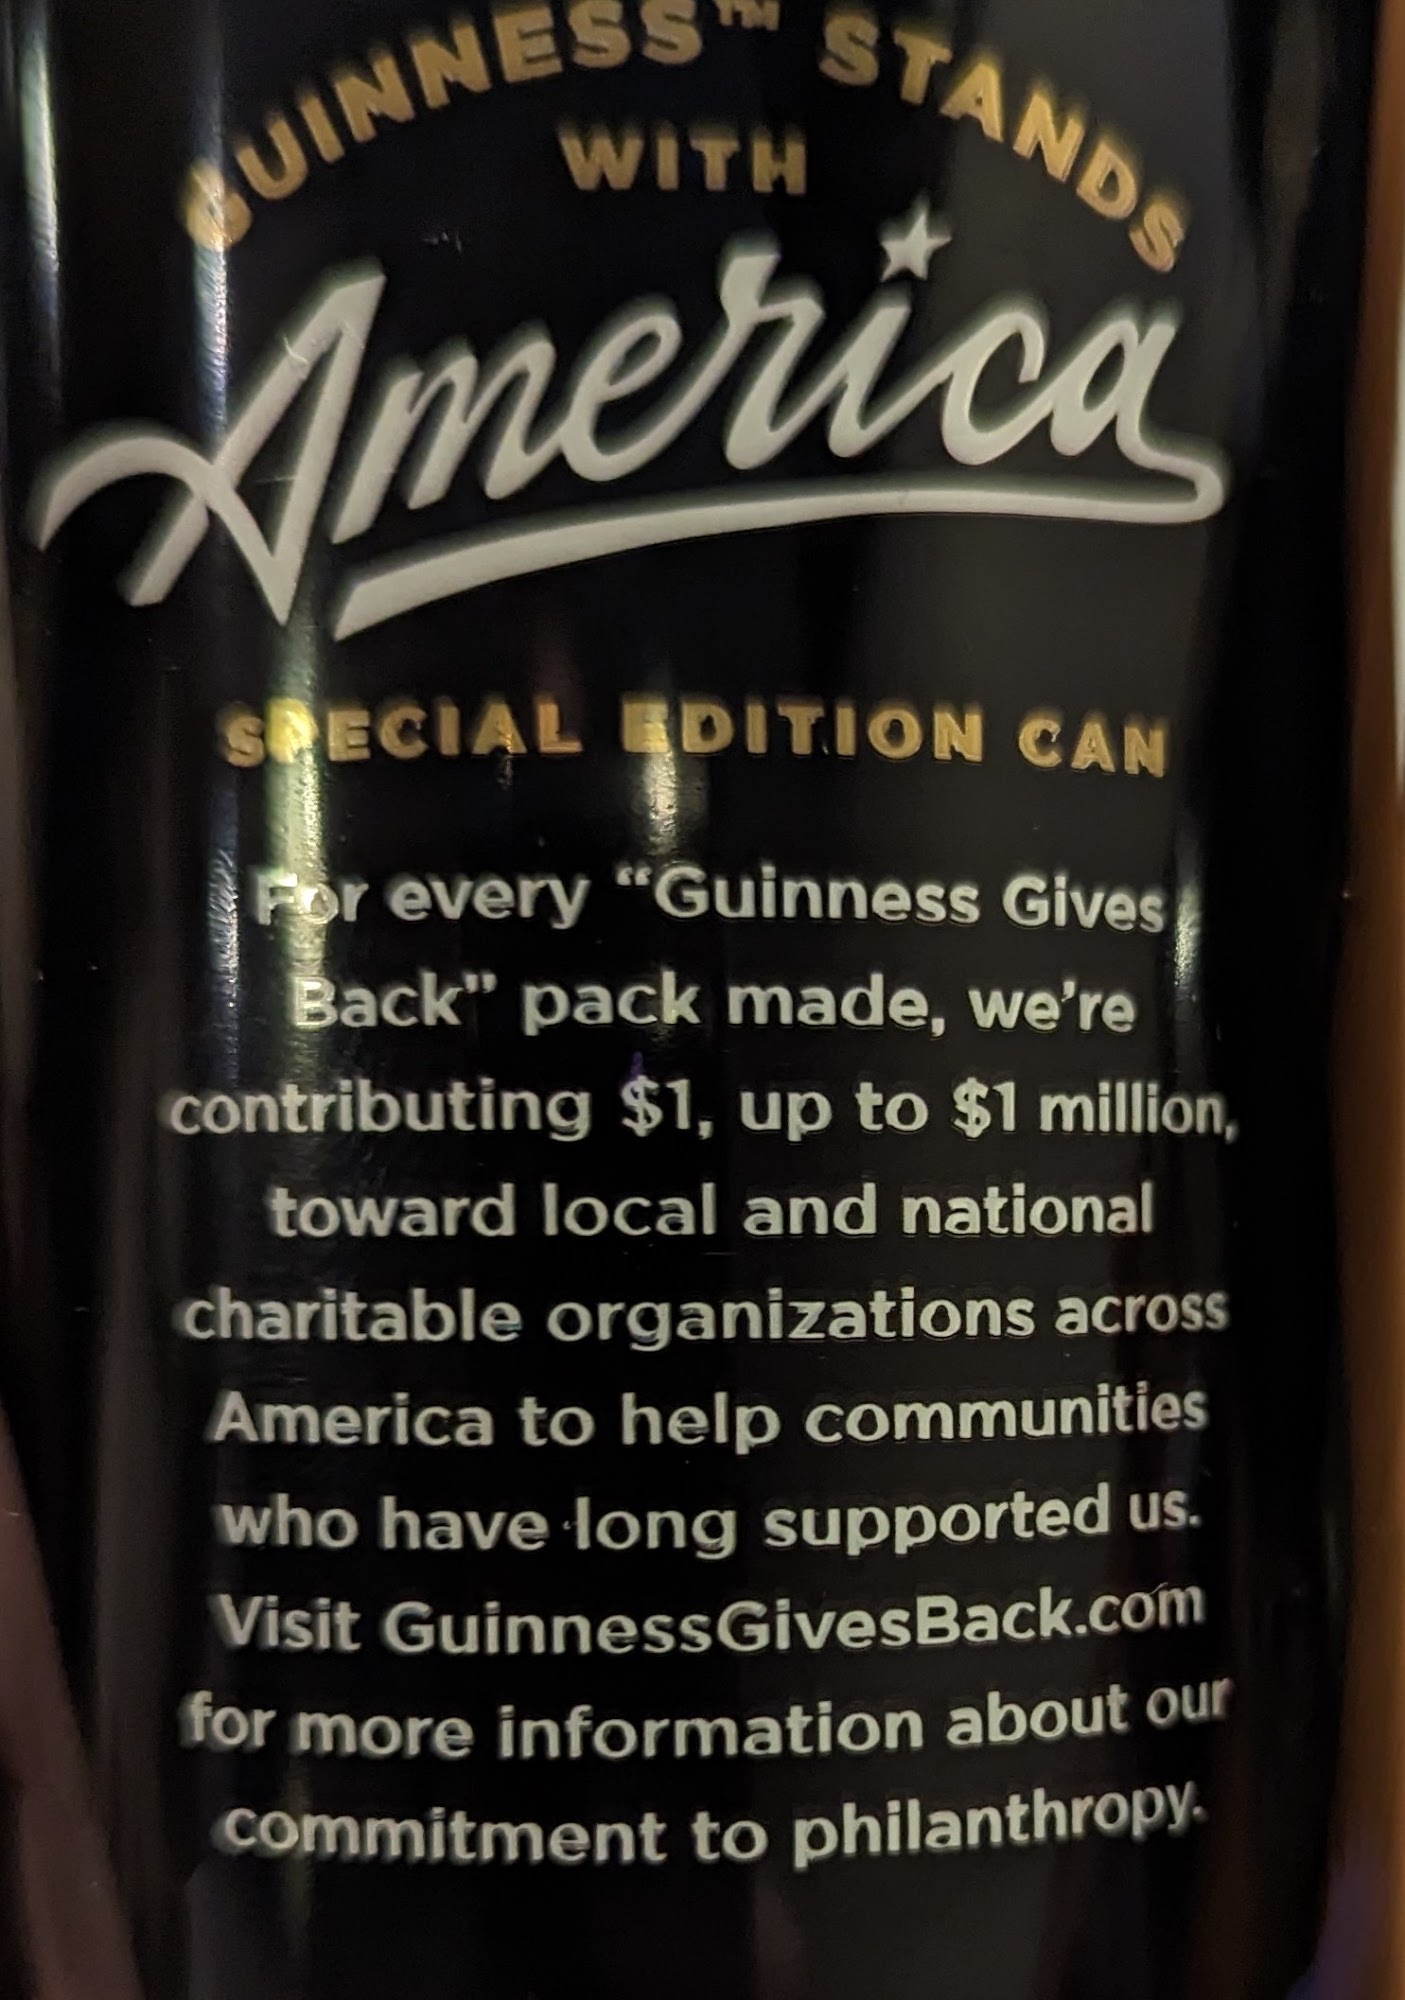 GUINNESS™ STANDS
WITH
America
SPECIAL EDITION CAN
For every “Guinness Gives
Back” pack made, we’re
contributing $1, up to $1 million,
toward local and national
charitable organizations across
America to help communities
who have long supported us.
Visit GuinnessGivesBack.com
for more information about our
commitment to philanthropy.